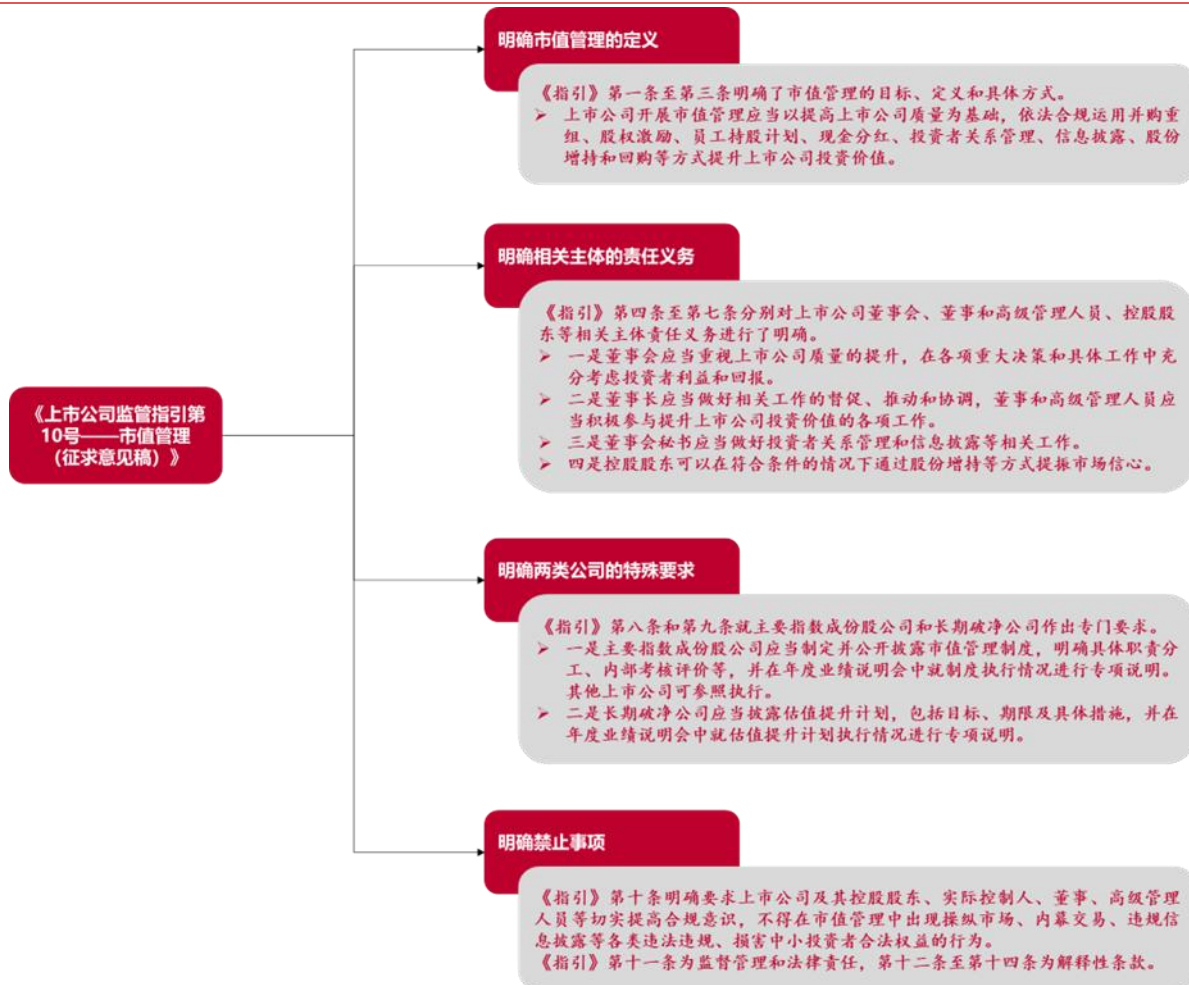 明确市值管理的定义
《指引》第一条至第三条明确了市值管理的目标、定义和具体方式。
➤ 上市公司开展市值管理应当以提高上市公司质量为基础，依法合规运用并购重
组、股权激励、员工持股计划、现金分红、投资者关系管理、信息披露、股份
增持和回购等方式提升上市公司投资价值。
明确相关主体的责任义务
《指引》第四条至第七条分别对上市公司董事会、董事和高级管理人员、控股股
东等相关主体责任义务进行了明确。
➤ 一是董事会应当重视上市公司质量的提升，在各项重大决策和具体工作中充
分考虑投资者利益和回报。
➤ 二是董事长应当做好相关工作的督促、推动和协调，董事和高级管理人员应
当积极参与提升上市公司投资价值的各项工作。
➤ 三是董事会秘书应当做好投资者关系管理和信息披露等相关工作。
➤ 四是控股股东可以在符合条件的情况下通过股份增持等方式提振市场信心。
《上市公司监管指引第
10号——市值管理
（征求意见稿）》
明确两类公司的特殊要求
《指引》第八条和第九条就主要指数成份股公司和长期破净公司作出专门要求。
➤ 一是主要指数成份股公司应当制定并公开披露市值管理制度，明确具体职责分
工、内部考核评价等，并在年度业绩说明会中就制度执行情况进行专项说明。
其他上市公司可参照执行。
➤ 二是长期破净公司应当披露估值提升计划，包括目标、期限及具体措施，并在
年度业绩说明会中就估值提升计划执行情况进行专项说明。
明确禁止事项
《指引》第十条明确要求上市公司及其控股股东、实际控制人、董事、高级管理
人员等切实提高合规意识，不得在市值管理中出现操纵市场、内幕交易、违规信
息披露等各类违法违规、损害中小投资者合法权益的行为。
《指引》第十一条为监督管理和法律责任，第十二条至第十四条为解释性条款。